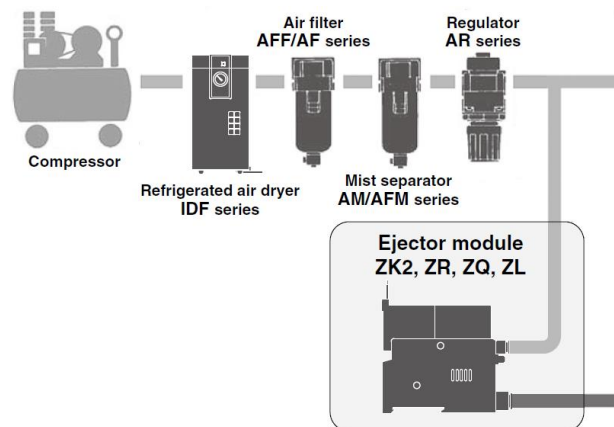 Air filter
AFF/AF series
Regulator
AR series
Compressor
Refrigerated air dryer
IDF series
Mist separator
AM/AFM series
Ejector module
ZK2, ZR, ZQ, ZL